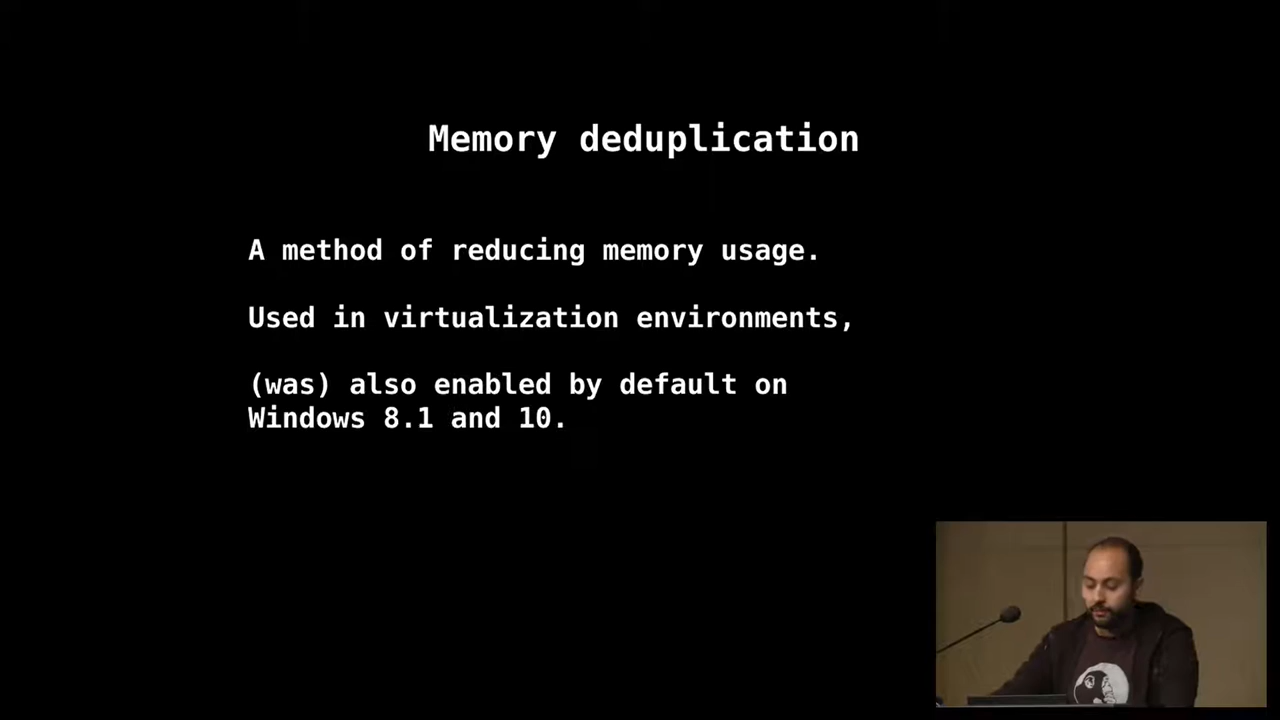 Memory deduplication
A method of reducing memory usage.
Used in virtualization environments,
(was) also enabled by default on
Windows 8.1 and 10.